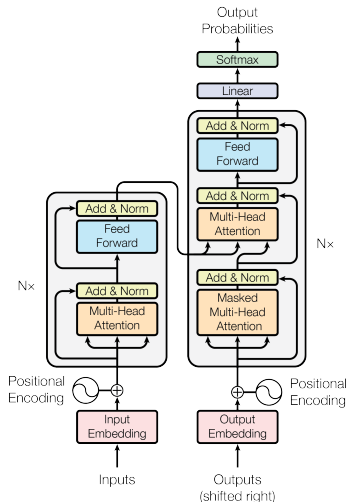 Output
Probabilities
Softmax
Linear
Add & Norm
Feed
Forward
Add & Norm
Multi-Head
Attention
Add & Norm
Masked
Multi-Head
Attention
N×
Add & Norm
Feed
Forward
Add & Norm
Multi-Head
Attention
N×
Positional
Encoding
Positional
Encoding
Input
Embedding
Output
Embedding
Inputs
Outputs
(shifted right)